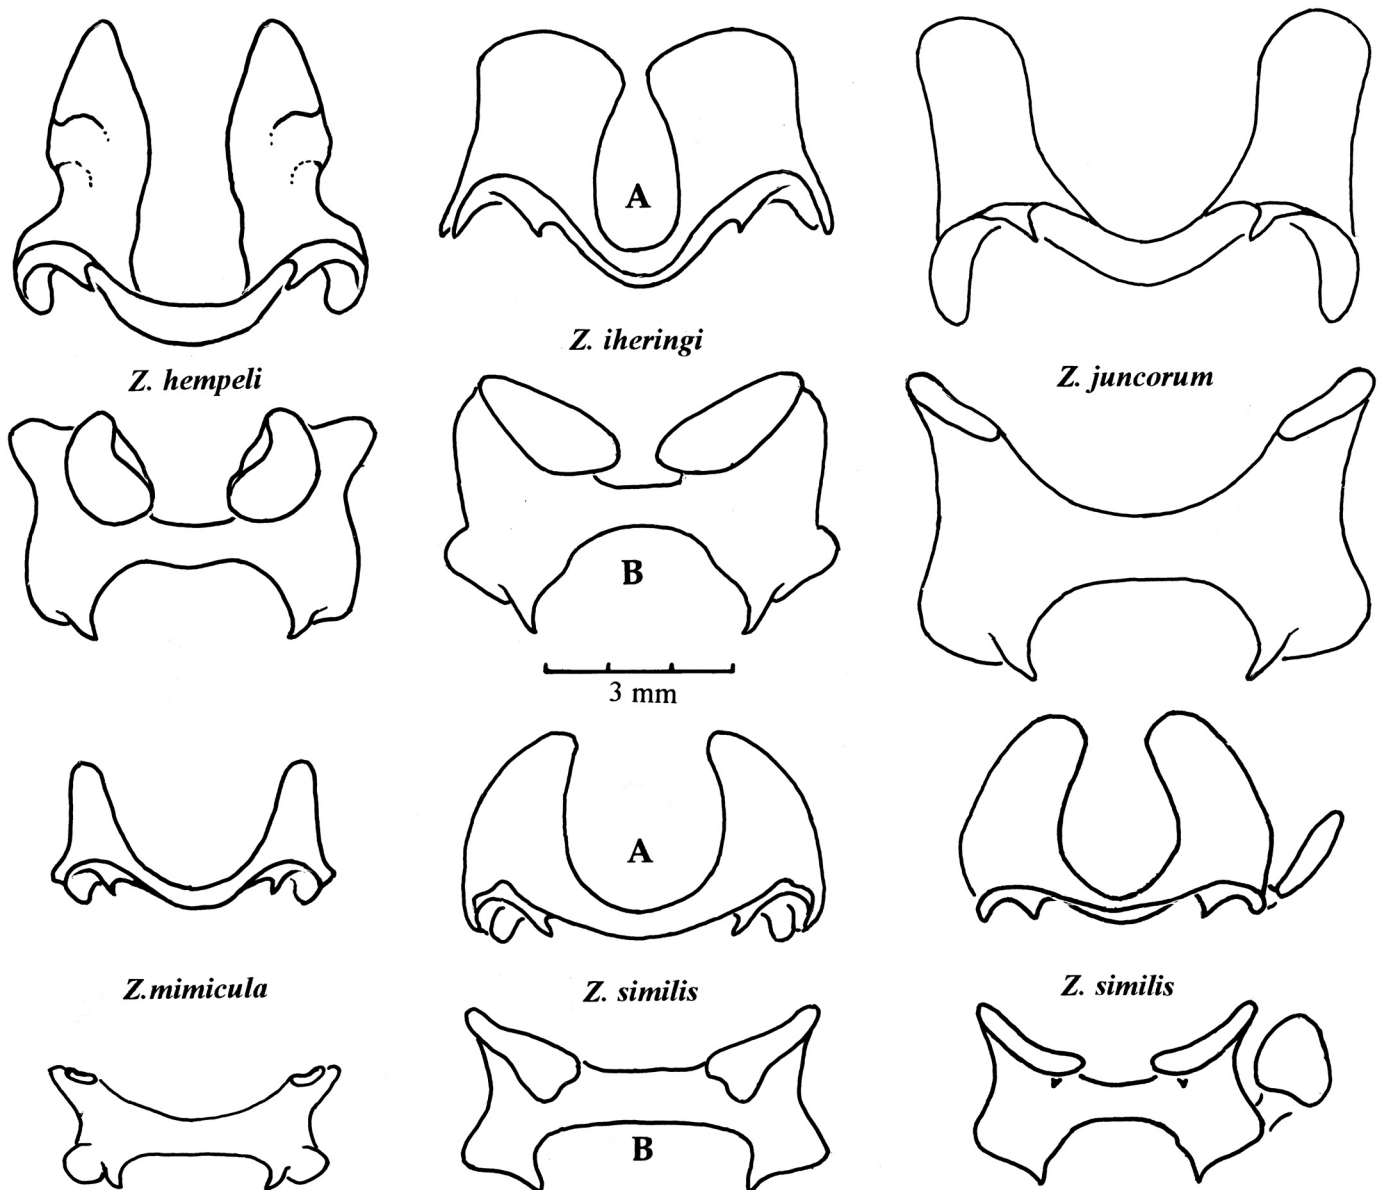 A
Z. iheringi
Z. hempeli
Z. juncorum
B
3 mm
A
Z.mimicula
Z. similis
Z. similis
B